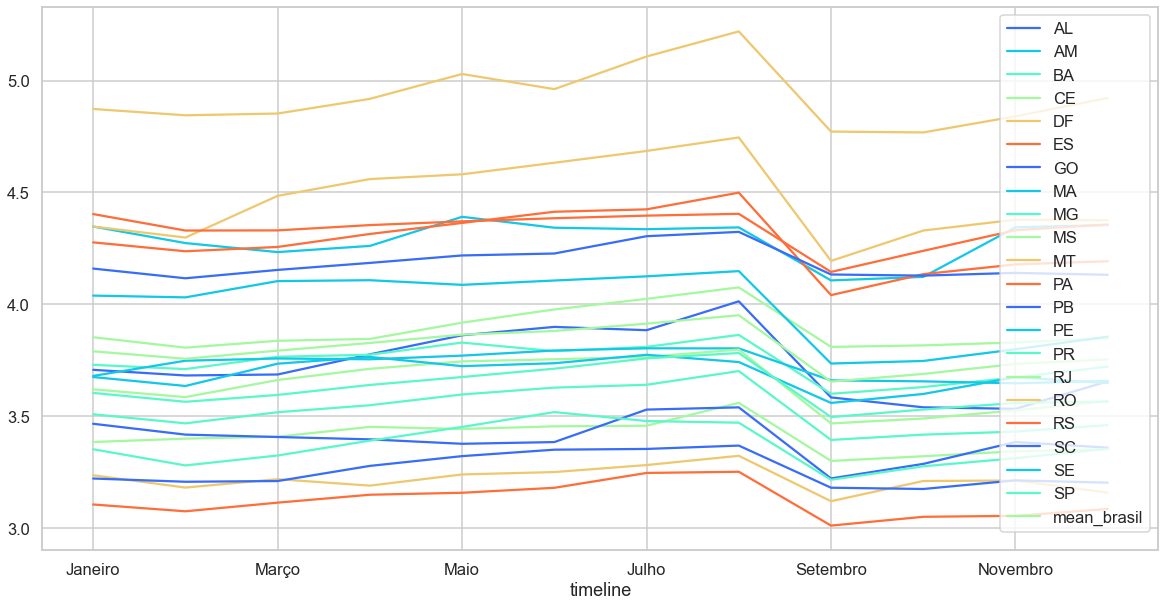 5.0
4.5
4.0
3.5
3.0
Janeiro
Março
Maio
Julho
Setembro
Novembro
timeline
AL
AM
BA
CE
DF
ES
GO
MA
MG
MS
MT
PA
PB
PE
PR
RJ
RO
RS
SC
SE
SP
mean_brasil